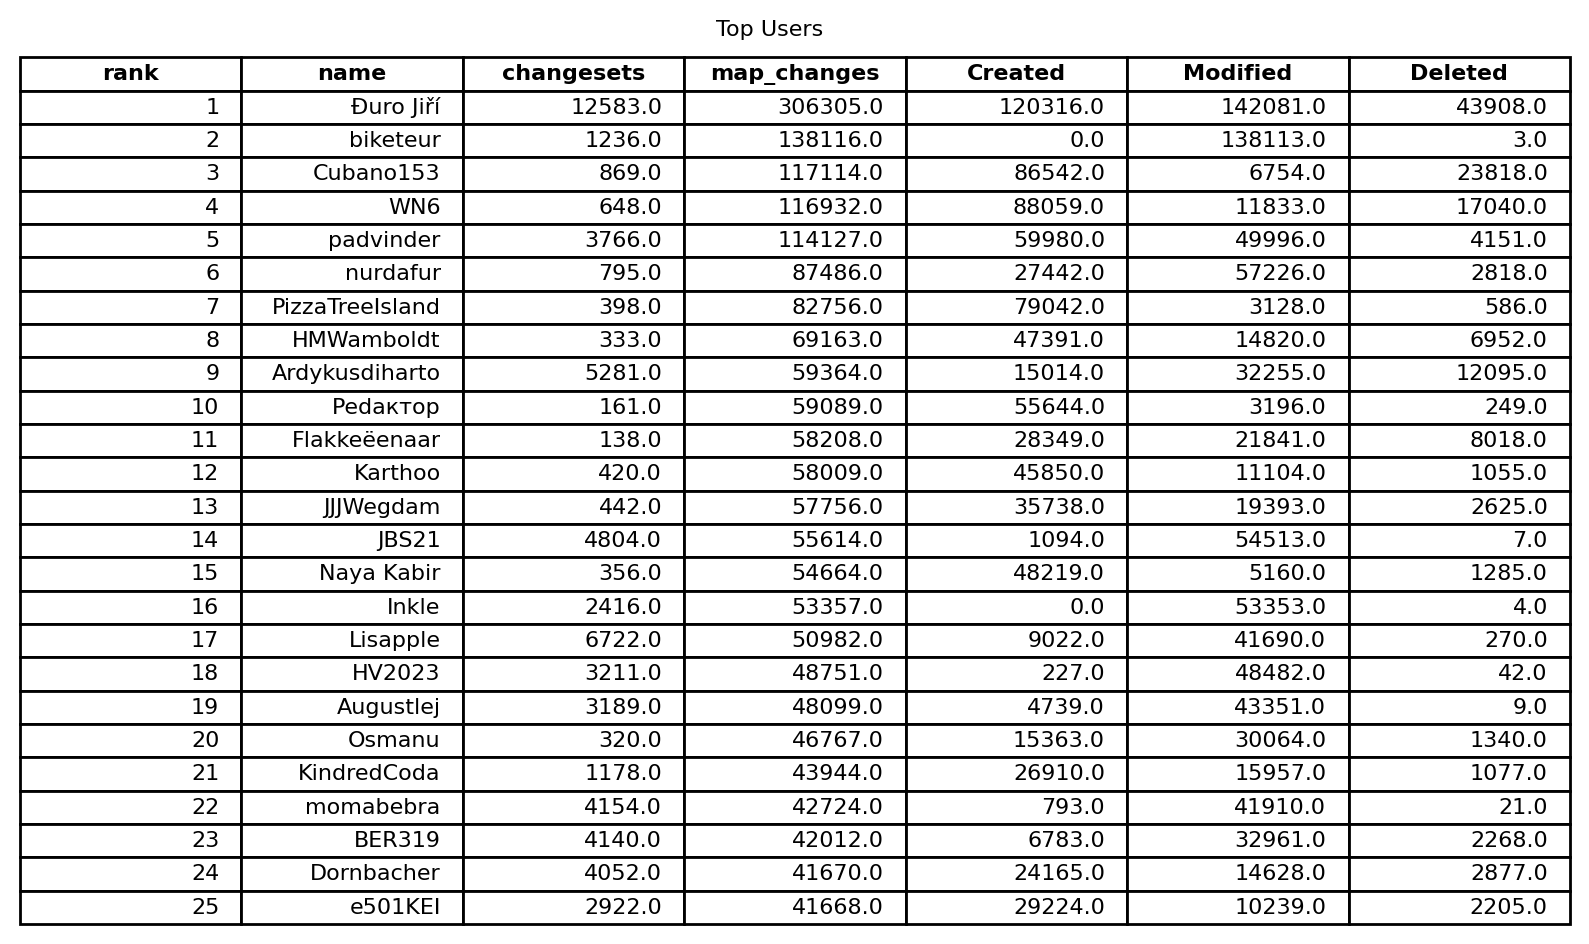 Top Users
rank name changesets map_changes Created Modified Deleted
1 Đuro Jiří 12583.0 306305.0 120316.0 142081.0 43908.0
2 biketeur 1236.0 138116.0 0.0 138113.0 3.0
3 Cubano153 869.0 117114.0 86542.0 6754.0 23818.0
4 WN6 648.0 116932.0 88059.0 11833.0 17040.0
5 padvinder 3766.0 114127.0 59980.0 49996.0 4151.0
6 nurdafur 795.0 87486.0 27442.0 57226.0 2818.0
7 PizzaTreeIsland 398.0 82756.0 79042.0 3128.0 586.0
8 HMWamboldt 333.0 69163.0 47391.0 14820.0 6952.0
9 Ardykusdiharto 5281.0 59364.0 15014.0 32255.0 12095.0
10 Pedaктор 161.0 59089.0 55644.0 3196.0 249.0
11 Flakkeëenaar 138.0 58208.0 28349.0 21841.0 8018.0
12 Karthoo 420.0 58009.0 45850.0 11104.0 1055.0
13 JJJWegdam 442.0 57756.0 35738.0 19393.0 2625.0
14 JBS21 4804.0 55614.0 1094.0 54513.0 7.0
15 Naya Kabir 356.0 54664.0 48219.0 5160.0 1285.0
16 Inkle 2416.0 53357.0 0.0 53353.0 4.0
17 Lisapple 6722.0 50982.0 9022.0 41690.0 270.0
18 HV2023 3211.0 48751.0 227.0 48482.0 42.0
19 Augustlej 3189.0 48099.0 4739.0 43351.0 9.0
20 Osmanu 320.0 46767.0 15363.0 30064.0 1340.0
21 KindredCoda 1178.0 43944.0 26910.0 15957.0 1077.0
22 momabebra 4154.0 42724.0 793.0 41910.0 21.0
23 BER319 4140.0 42012.0 6783.0 32961.0 2268.0
24 Dornbacher 4052.0 41670.0 24165.0 14628.0 2877.0
25 e501KEI 2922.0 41668.0 29224.0 10239.0 2205.0